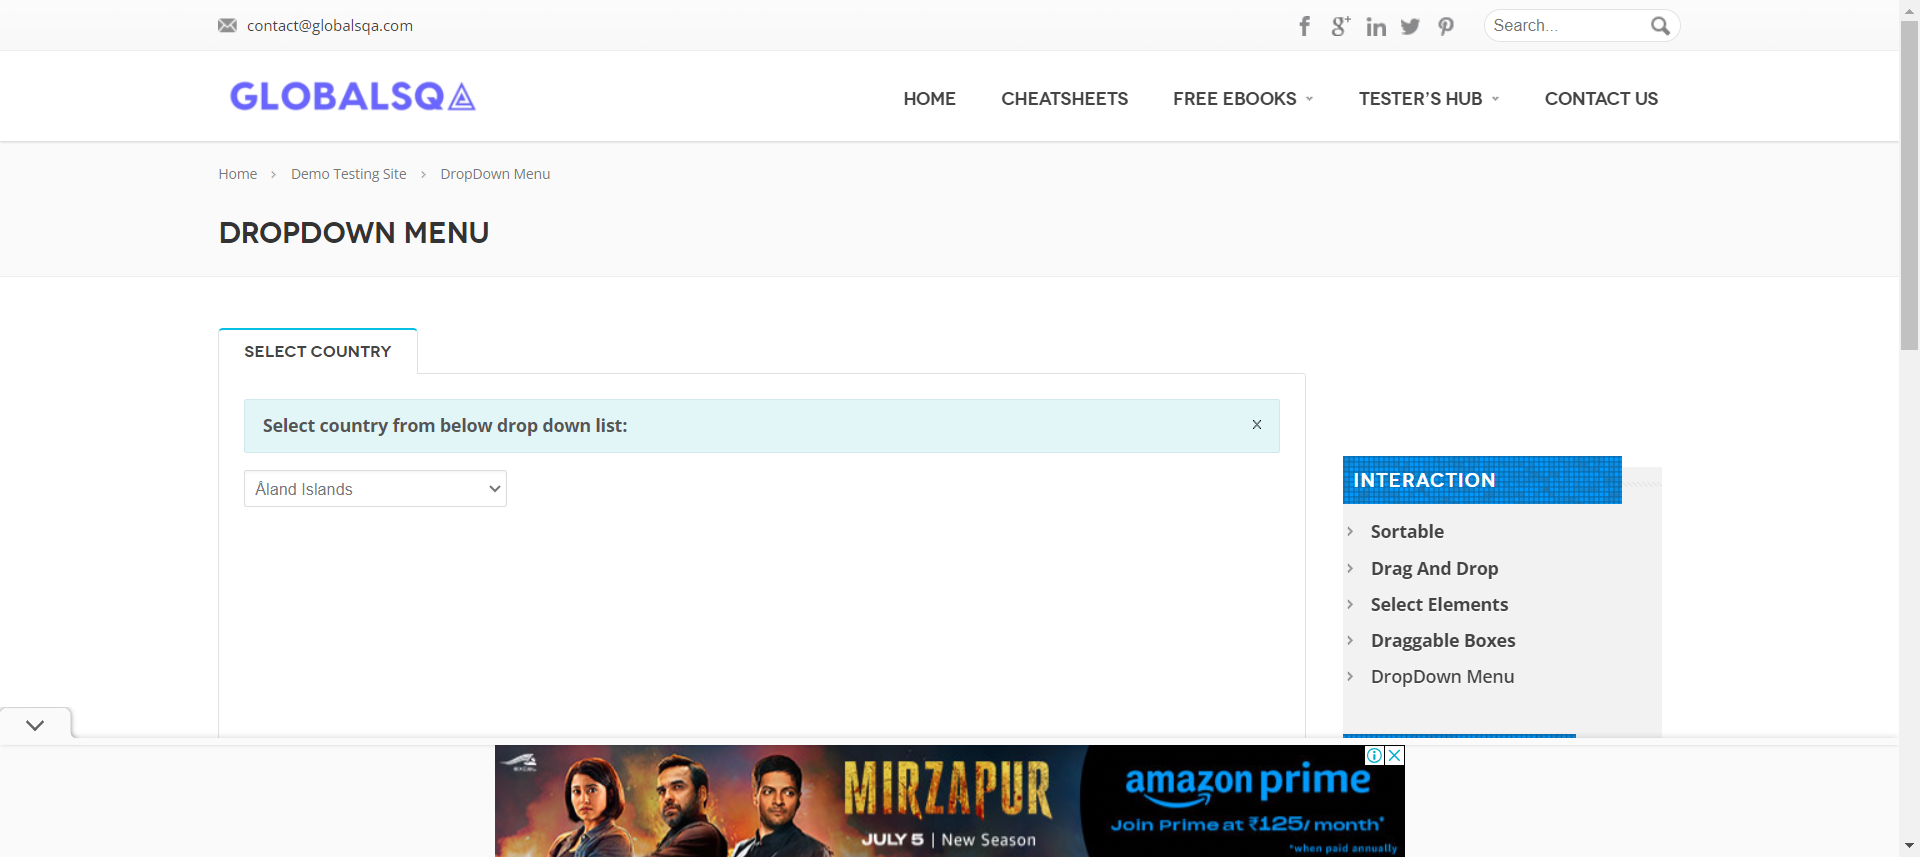 contact@globalsqa.com
Search...
GLOBALSQA
HOME
CHEATSHEETS
FREE EBOOKS
TESTER'S HUB
CONTACT US
Home
Demo Testing Site
DropDown Menu
DROPDOWN MENU
SELECT COUNTRY
Select country from below drop down list:
Åland Islands
INTERACTION
Sortable
Drag And Drop
Select Elements
Draggable Boxes
DropDown Menu
EXCEL
MIRZAPUR
JULY 5 | New Season
amazon prime
Join Prime at ₹125/ month*
*when paid annually